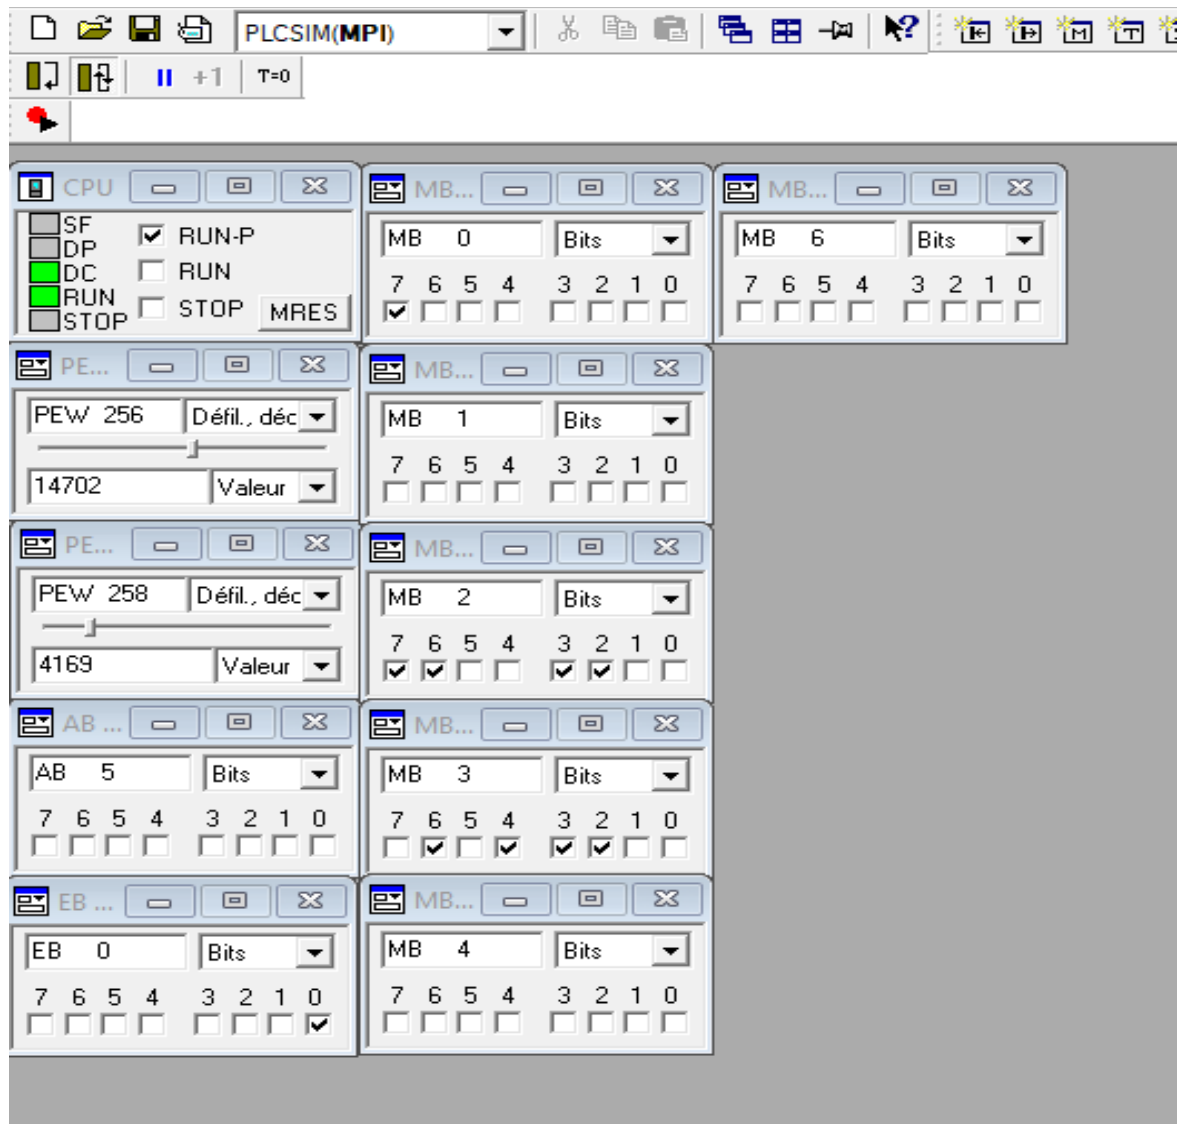 PLCSIM(MPI)
+1 T=0
CPU
SF
DP
DC
RUN
STOP
RUN-P
RUN
STOP MRES
MB...
MB 0 Bits
7 6 5 4 3 2 1 0
MB...
MB 6 Bits
7 6 5 4 3 2 1 0
PE...
PEW 256 Défil., déc
14702 Valeur
MB...
MB 1 Bits
7 6 5 4 3 2 1 0
PE...
PEW 258 Défil., déc
4169 Valeur
MB...
MB 2 Bits
7 6 5 4 3 2 1 0
AB ...
AB 5 Bits
7 6 5 4 3 2 1 0
MB...
MB 3 Bits
7 6 5 4 3 2 1 0
EB ...
EB 0 Bits
7 6 5 4 3 2 1 0
MB...
MB 4 Bits
7 6 5 4 3 2 1 0